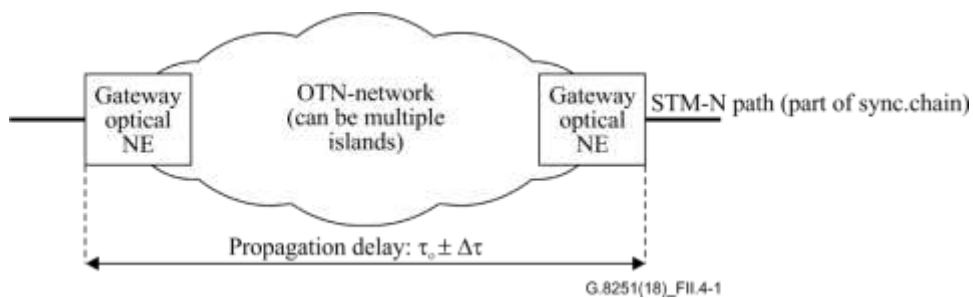 Gateway
optical
NE
OTN-network
(can be multiple
islands)
Gateway
optical
NE
STM-N path (part of sync.chain)
Propagation delay: τₒ ± Δτ
G.8251(18)_FII.4-1